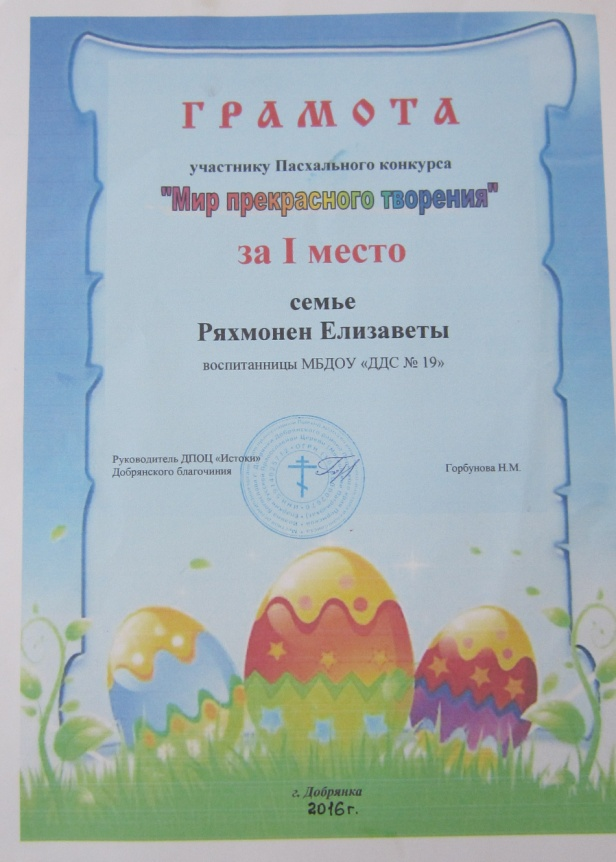 ГРАМОТА
участнику Пасхального конкурса
"Мир прекрасного творения"
за I место
семье
Ряхмонен Елизаветы
воспитанницы МБДОУ «ДДС № 19»
Руководитель ДПОЦ «Истоки»
Добрянского благочиния
Горбунова Н.М.
г. Добрянка
2016г.